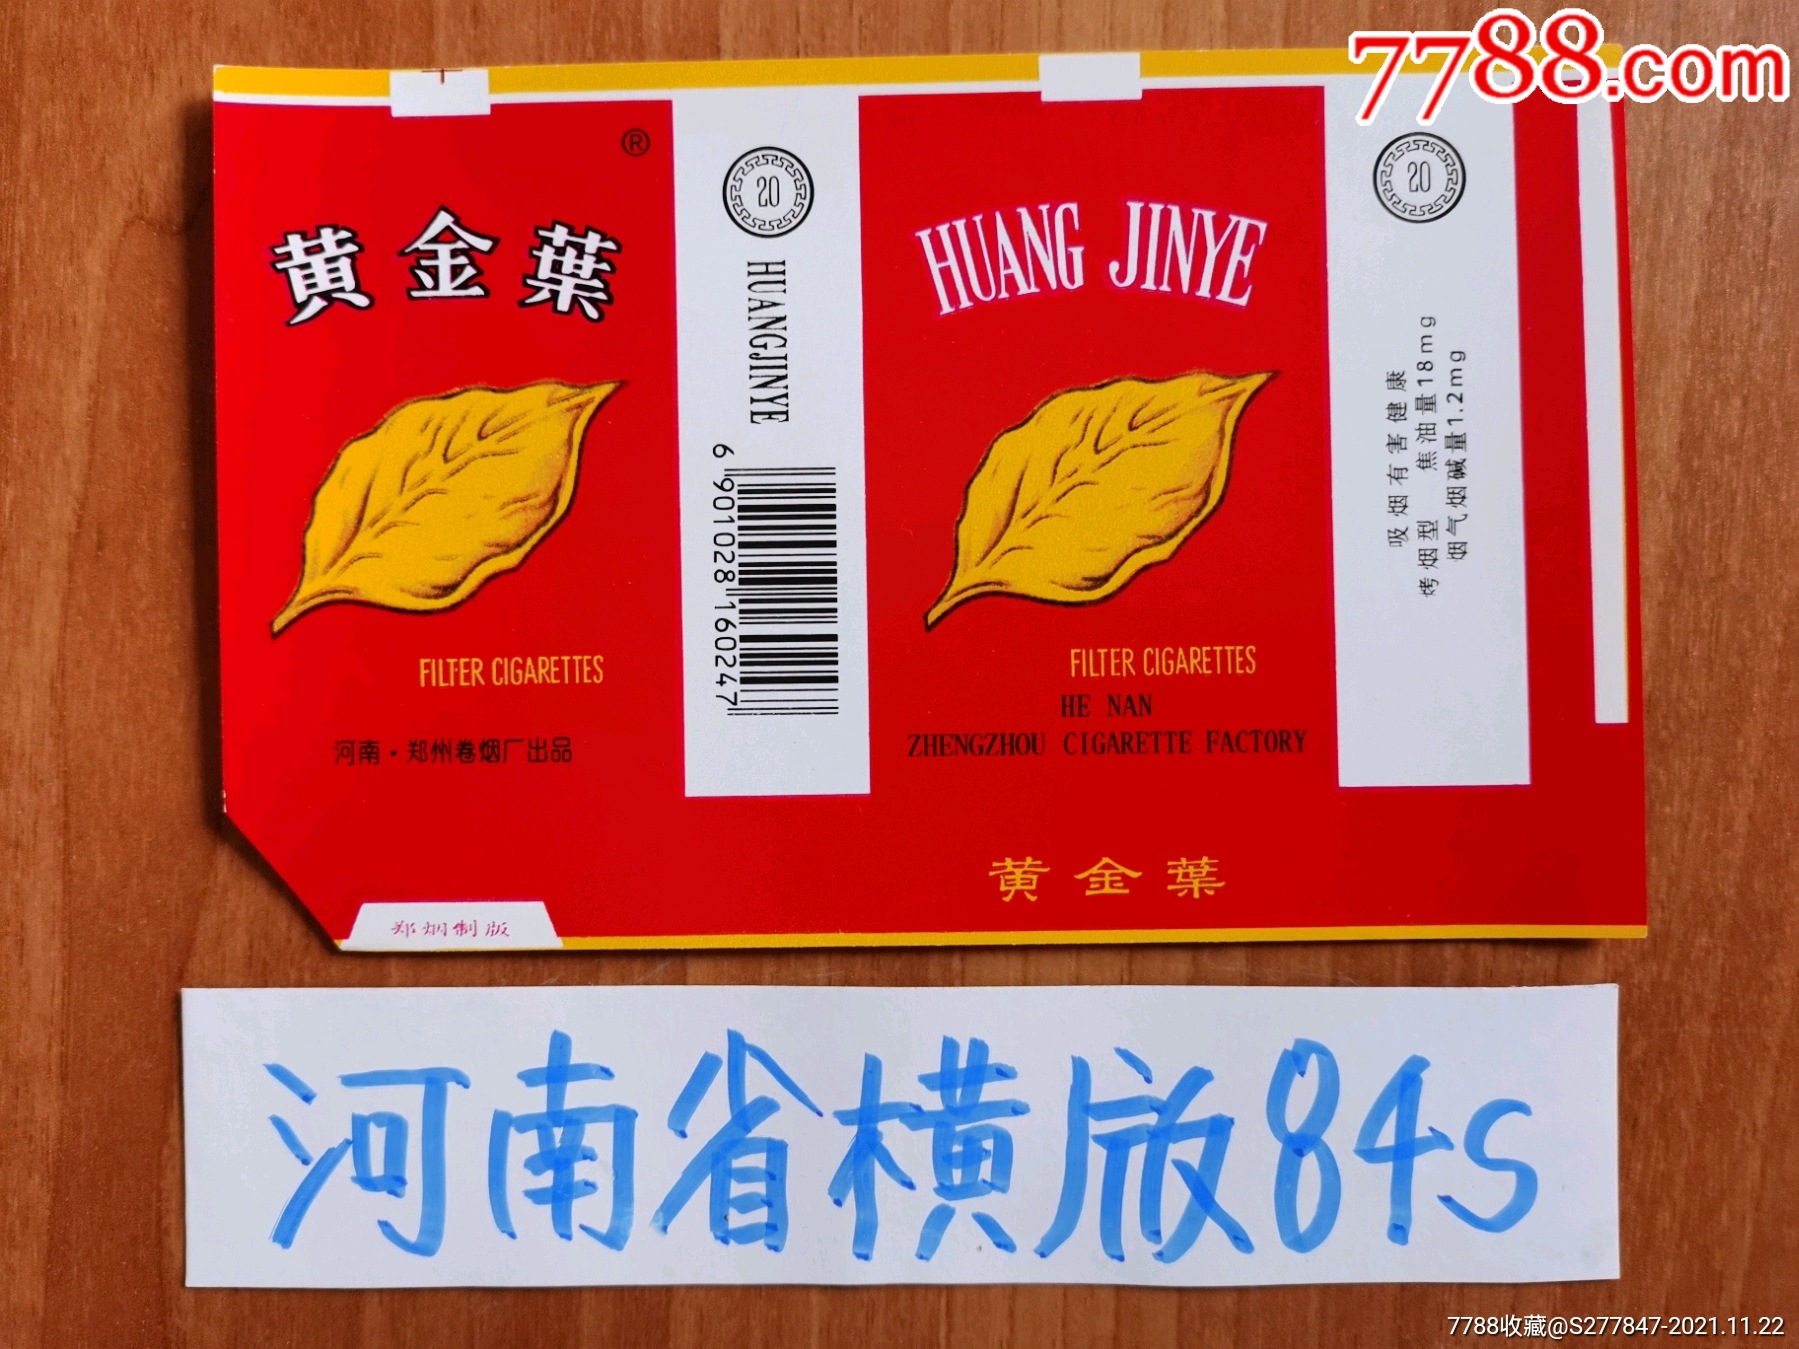 7788.com
®
黄金葉
FILTER CIGARETTES
河南·郑州卷烟厂出品
郑烟制版
20
HUANGJINYE
6 901028 160247
HUANG JINYE
FILTER CIGARETTES
HE NAN
ZHENGZHOU CIGARETTE FACTORY
黄金葉
20
吸烟有害健康
烤烟型 焦油量18mg
烟气烟碱量1.2mg
河南省横版84s
7788收藏@S277847-2021.11.22